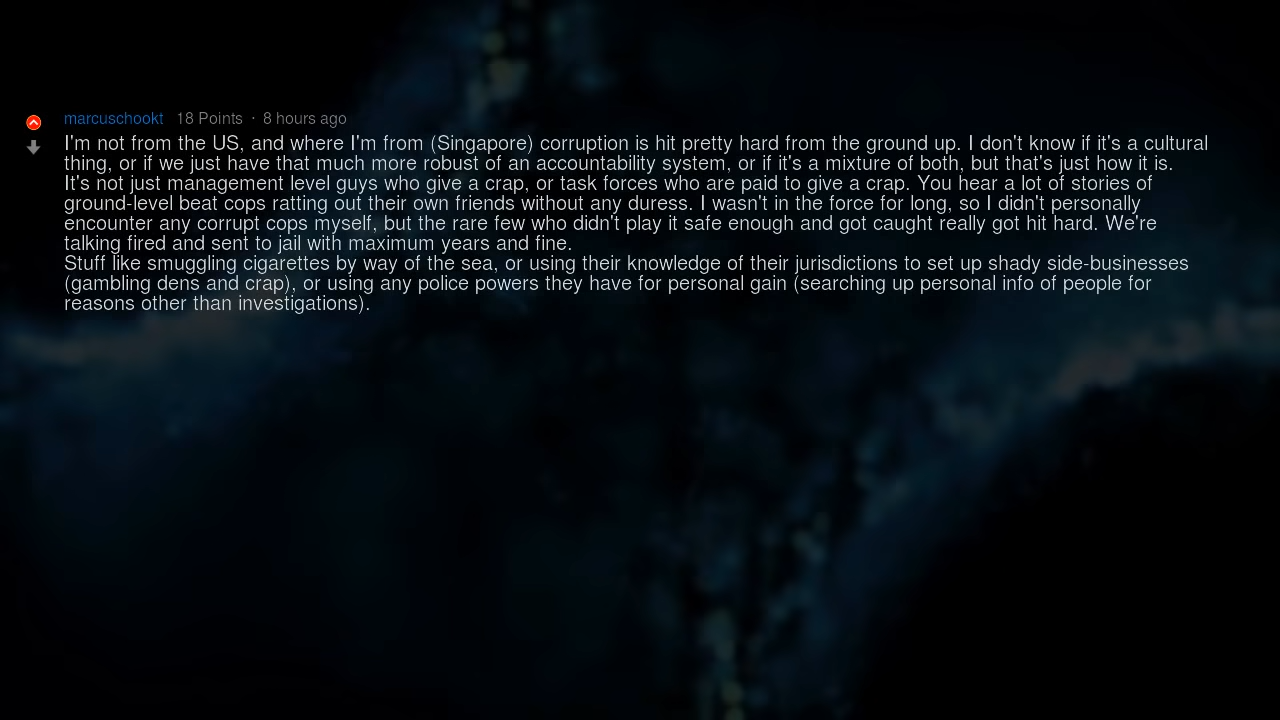 marcuschookt 18 Points · 8 hours ago
I'm not from the US, and where I'm from (Singapore) corruption is hit pretty hard from the ground up. I don't know if it's a cultural
thing, or if we just have that much more robust of an accountability system, or if it's a mixture of both, but that's just how it is.
It's not just management level guys who give a crap, or task forces who are paid to give a crap. You hear a lot of stories of
ground-level beat cops ratting out their own friends without any duress. I wasn't in the force for long, so I didn't personally
encounter any corrupt cops myself, but the rare few who didn't play it safe enough and got caught really got hit hard. We're
talking fired and sent to jail with maximum years and fine.
Stuff like smuggling cigarettes by way of the sea, or using their knowledge of their jurisdictions to set up shady side-businesses
(gambling dens and crap), or using any police powers they have for personal gain (searching up personal info of people for
reasons other than investigations).